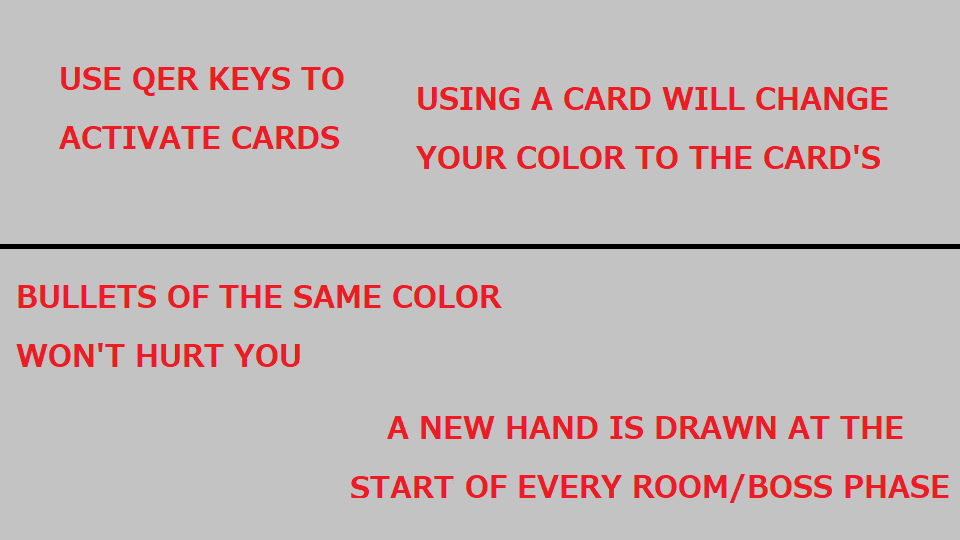 USE QER KEYS TO
ACTIVATE CARDS
USING A CARD WILL CHANGE
YOUR COLOR TO THE CARD'S
BULLETS OF THE SAME COLOR
WON'T HURT YOU
A NEW HAND IS DRAWN AT THE
START OF EVERY ROOM/BOSS PHASE